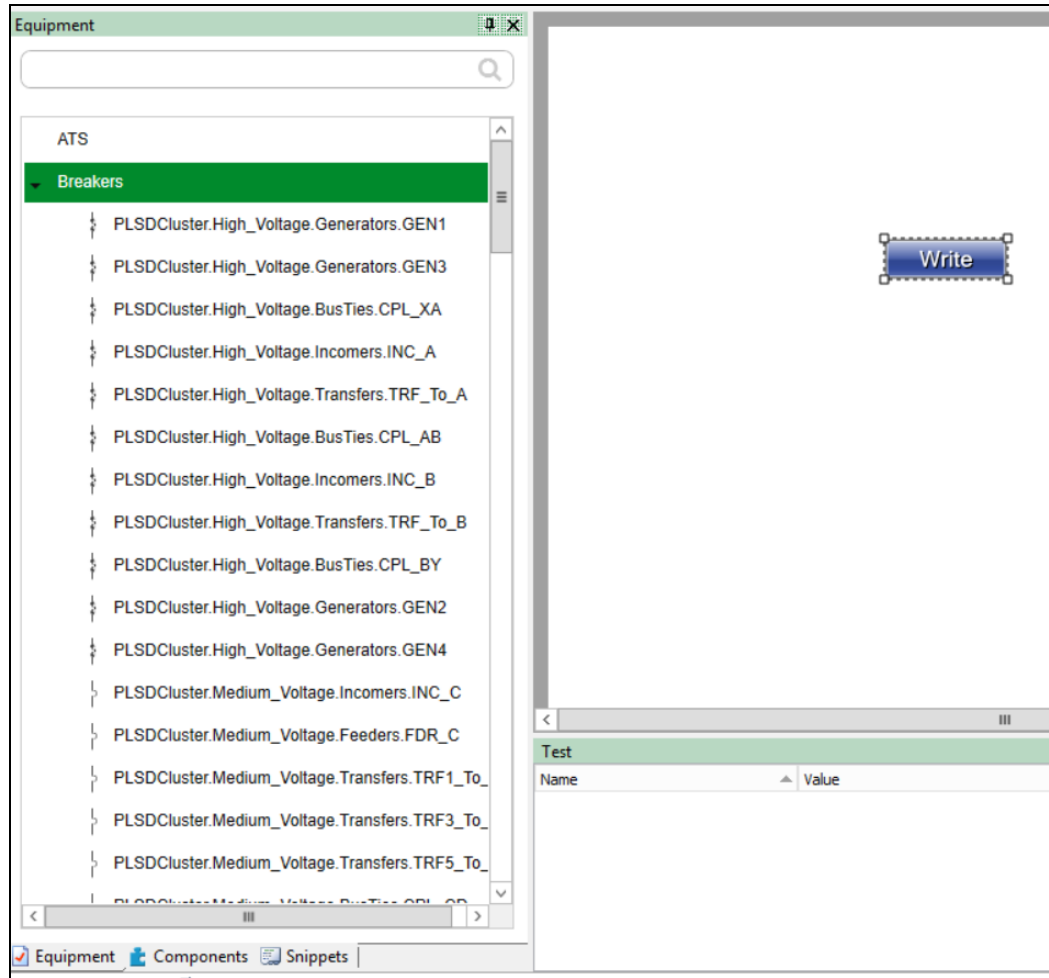 Equipment
ATS
Breakers
PLSDCluster.High_Voltage.Generators.GEN1
PLSDCluster.High_Voltage.Generators.GEN3
PLSDCluster.High_Voltage.BusTies.CPL_XA
PLSDCluster.High_Voltage.Incomers.INC_A
PLSDCluster.High_Voltage.Transfers.TRF_To_A
PLSDCluster.High_Voltage.BusTies.CPL_AB
PLSDCluster.High_Voltage.Incomers.INC_B
PLSDCluster.High_Voltage.Transfers.TRF_To_B
PLSDCluster.High_Voltage.BusTies.CPL_BY
PLSDCluster.High_Voltage.Generators.GEN2
PLSDCluster.High_Voltage.Generators.GEN4
PLSDCluster.Medium_Voltage.Incomers.INC_C
PLSDCluster.Medium_Voltage.Feeders.FDR_C
PLSDCluster.Medium_Voltage.Transfers.TRF1_To_
PLSDCluster.Medium_Voltage.Transfers.TRF3_To_
PLSDCluster.Medium_Voltage.Transfers.TRF5_To_
Equipment Components Snippets
Write
Test
Name Value